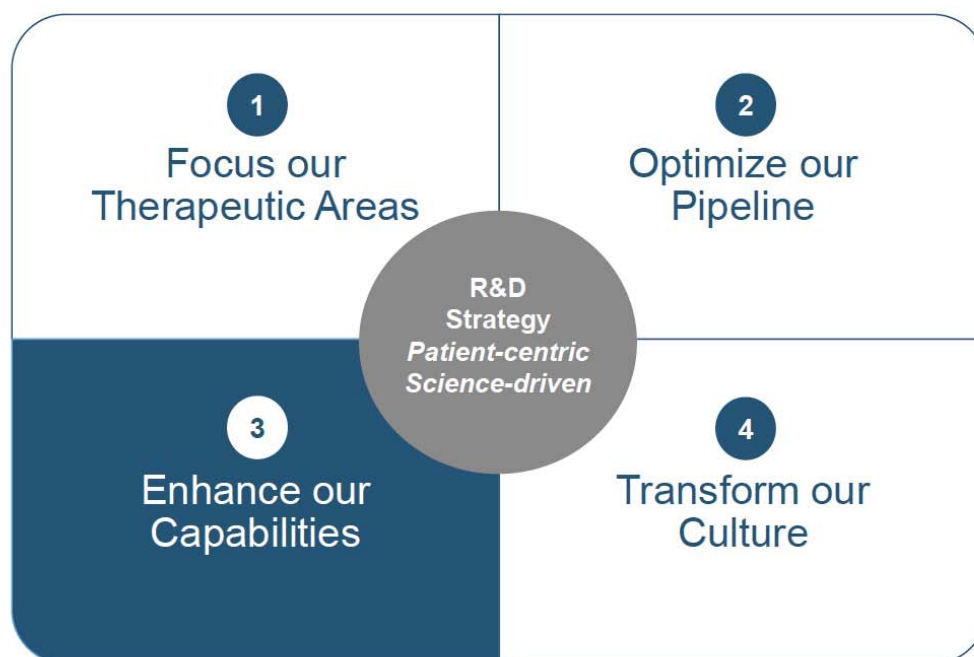 1
Focus our
Therapeutic Areas
2
Optimize our
Pipeline
R&D
Strategy
Patient-centric
Science-driven
3
Enhance our
Capabilities
4
Transform our
Culture